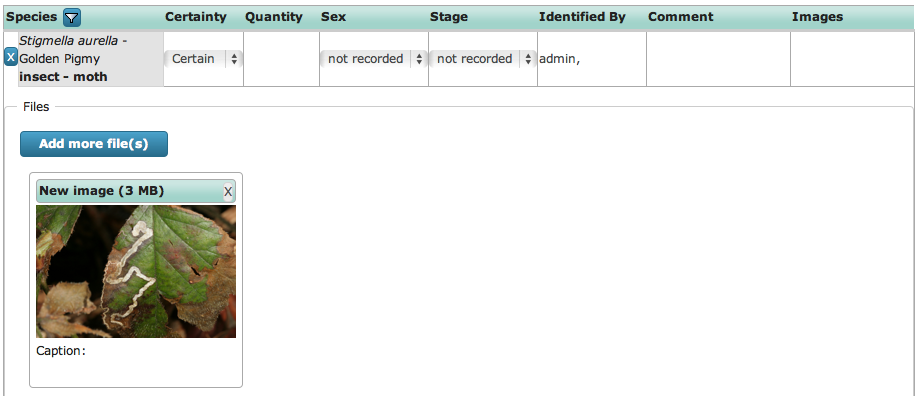 Species Certainty Quantity Sex Stage Identified By Comment Images
Stigmella aurella -
X Golden Pigmy Certain not recorded not recorded admin,
insect - moth
Files
Add more file(s)
New image (3 MB) X
Caption: